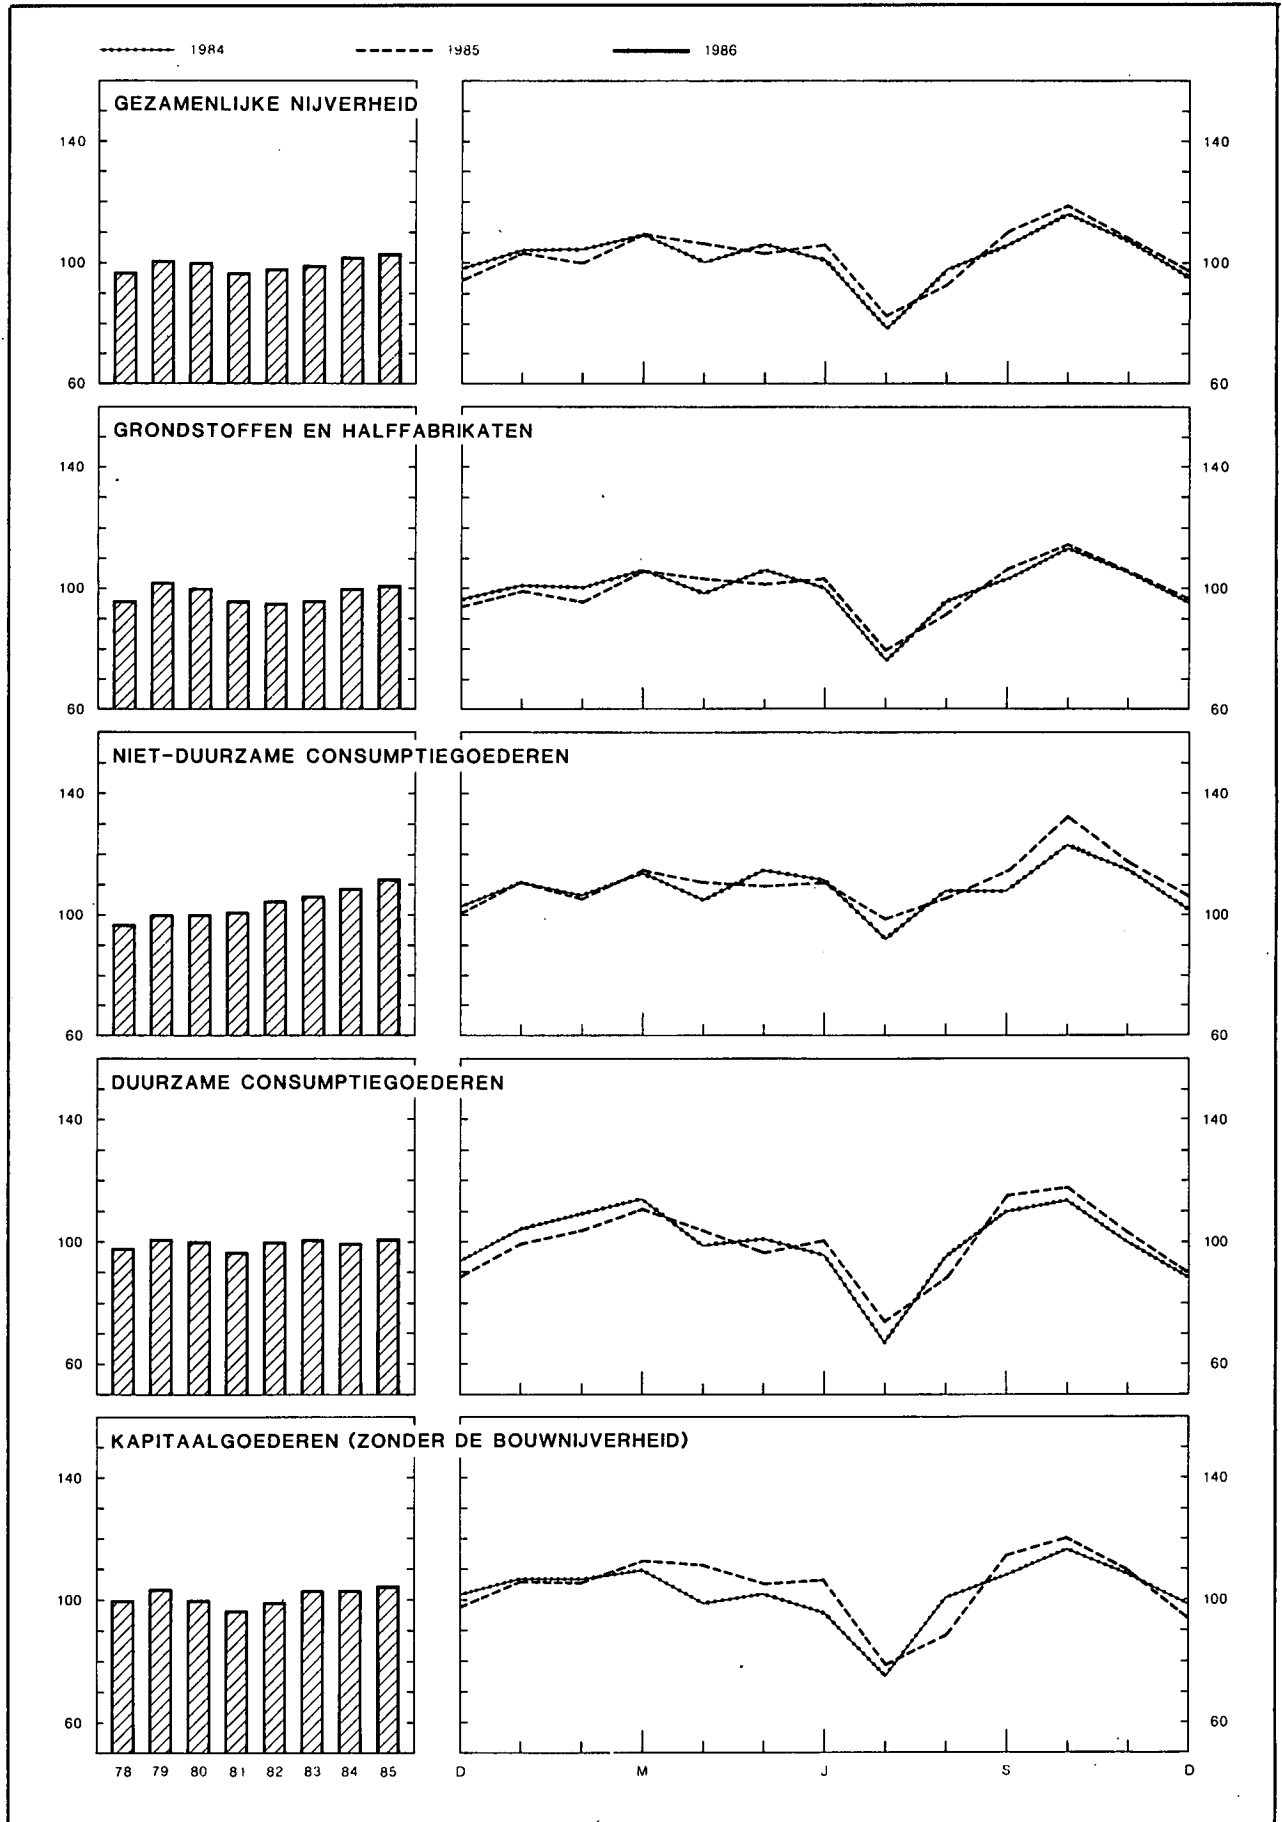 1984 1985 1986
GEZAMENLIJKE NIJVERHEID
140 140
100 100
60 60
GRONDSTOFFEN EN HALFFABRIKATEN
140 140
100 100
60 60
NIET-DUURZAME CONSUMPTIEGOEDEREN
140 140
100 100
60 60
DUURZAME CONSUMPTIEGOEDEREN
140 140
100 100
60 60
KAPITAALGOEDEREN (ZONDER DE BOUWNIJVERHEID)
140 140
100 100
60 60
78 79 80 81 82 83 84 85 D M J S D